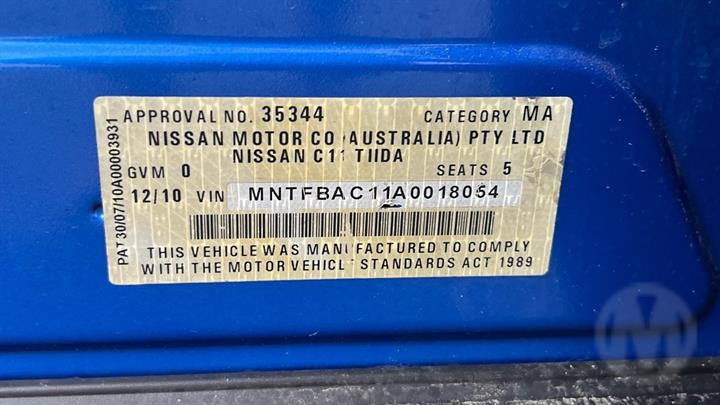 APPROVAL NO. 35344 CATEGORY MA
NISSAN MOTOR CO (AUSTRALIA) PTY LTD
NISSAN C11 TIIDA
GVM 0 SEATS 5
12/10 VIN MNTFBAC11A0018054
THIS VEHICLE WAS MANUFACTURED TO COMPLY
WITH THE MOTOR VEHICLE STANDARDS ACT 1989
PAT 30/07/10A00003931
M